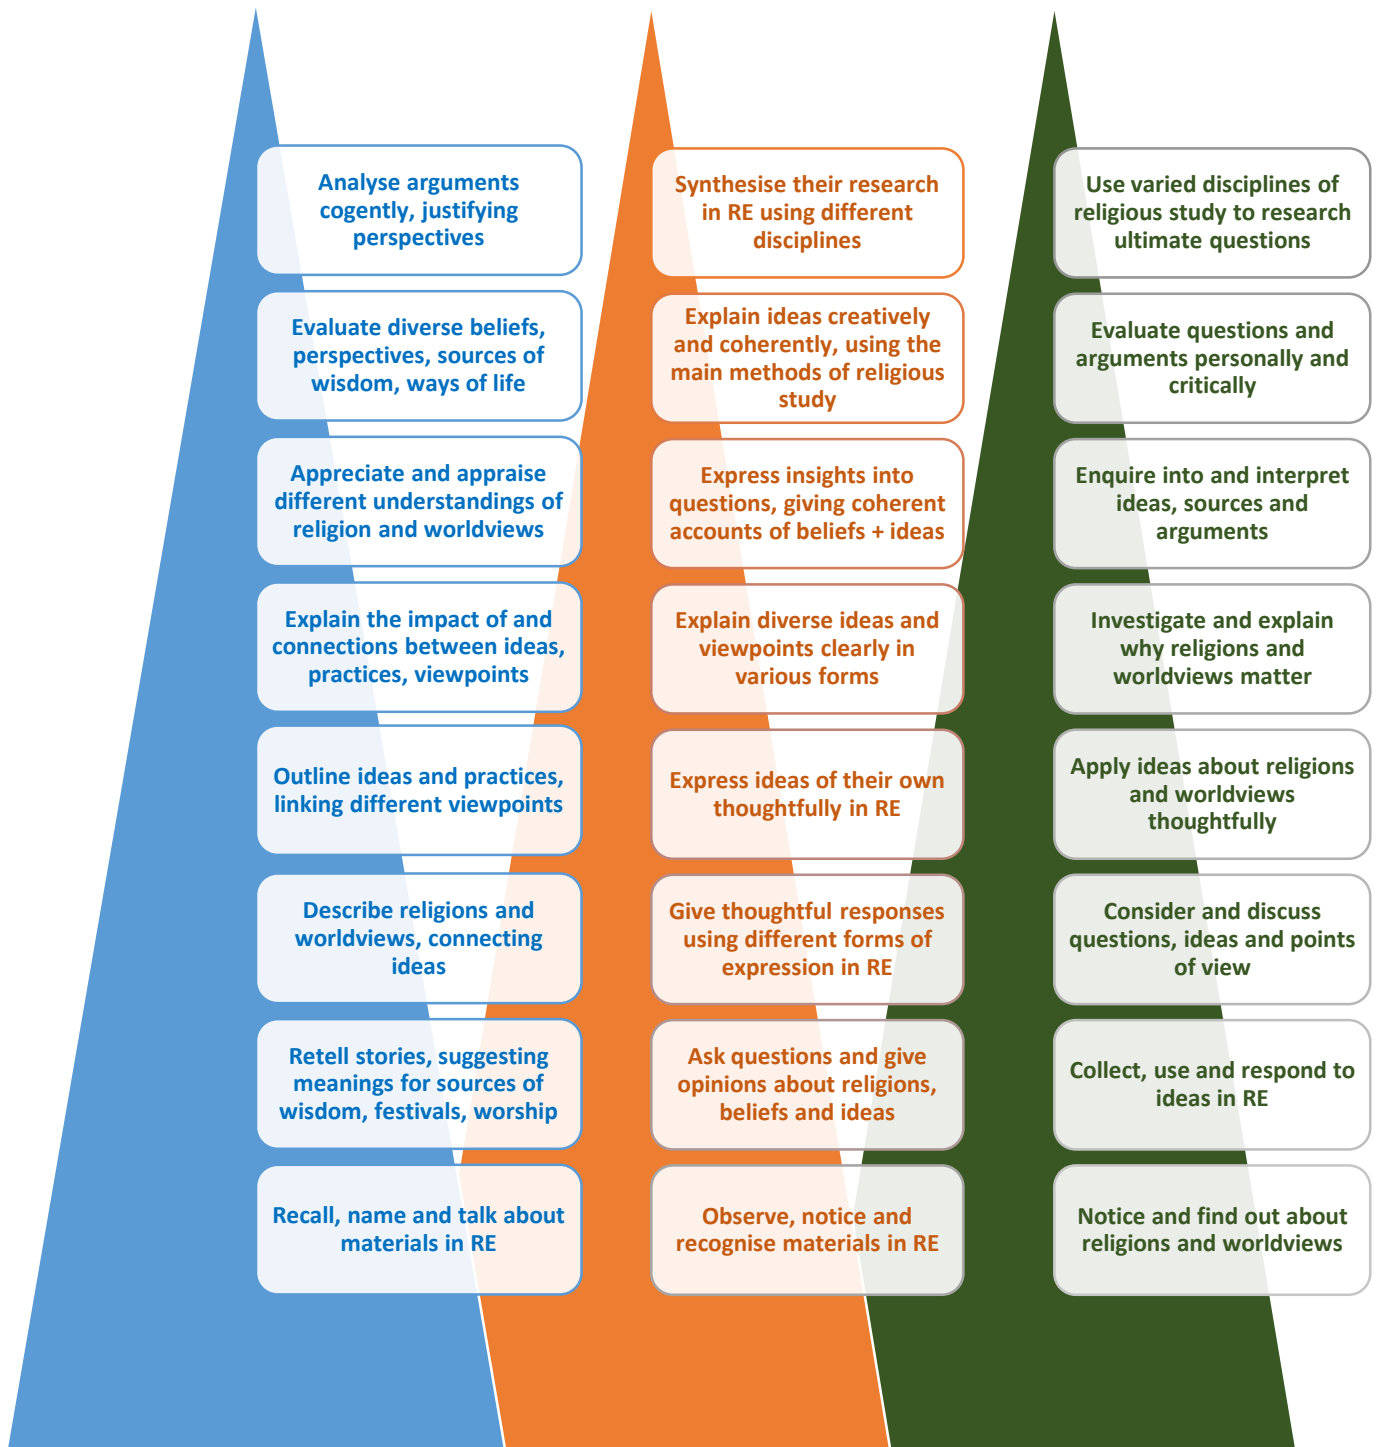 Analyse arguments
cogently, justifying
perspectives
Evaluate diverse beliefs,
perspectives, sources of
wisdom, ways of life
Appreciate and appraise
different understandings of
religion and worldviews
Explain the impact of and
connections between ideas,
practices, viewpoints
Outline ideas and practices,
linking different viewpoints
Describe religions and
worldviews, connecting
ideas
Retell stories, suggesting
meanings for sources of
wisdom, festivals, worship
Recall, name and talk about
materials in RE
Synthesise their research
in RE using different
disciplines
Explain ideas creatively
and coherently, using the
main methods of religious
study
Express insights into
questions, giving coherent
accounts of beliefs + ideas
Explain diverse ideas and
viewpoints clearly in
various forms
Express ideas of their own
thoughtfully in RE
Give thoughtful responses
using different forms of
expression in RE
Ask questions and give
opinions about religions,
beliefs and ideas
Observe, notice and
recognise materials in RE
Use varied disciplines of
religious study to research
ultimate questions
Evaluate questions and
arguments personally and
critically
Enquire into and interpret
ideas, sources and
arguments
Investigate and explain
why religions and
worldviews matter
Apply ideas about religions
and worldviews
thoughtfully
Consider and discuss
questions, ideas and points
of view
Collect, use and respond to
ideas in RE
Notice and find out about
religions and worldviews